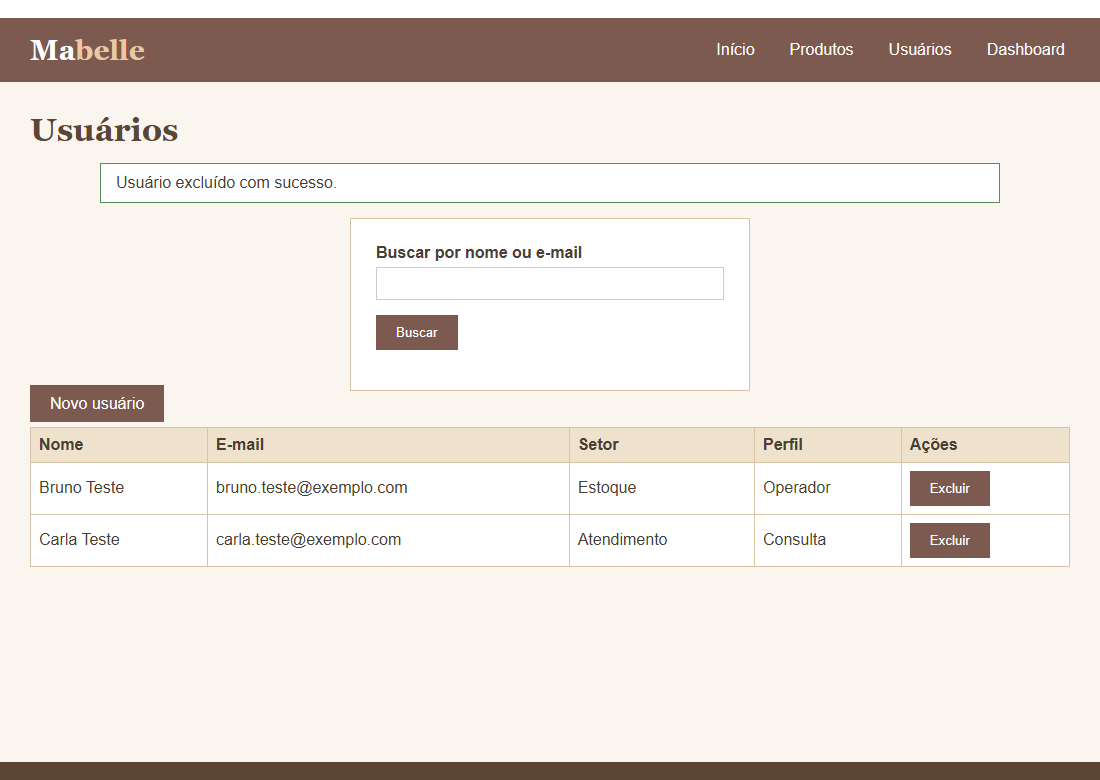 Mabelle
Início Produtos Usuários Dashboard
Usuários
Usuário excluído com sucesso.
Buscar por nome ou e-mail
Buscar
Novo usuário
Nome E-mail Setor Perfil Ações
Bruno Teste bruno.teste@exemplo.com Estoque Operador Excluir
Carla Teste carla.teste@exemplo.com Atendimento Consulta Excluir